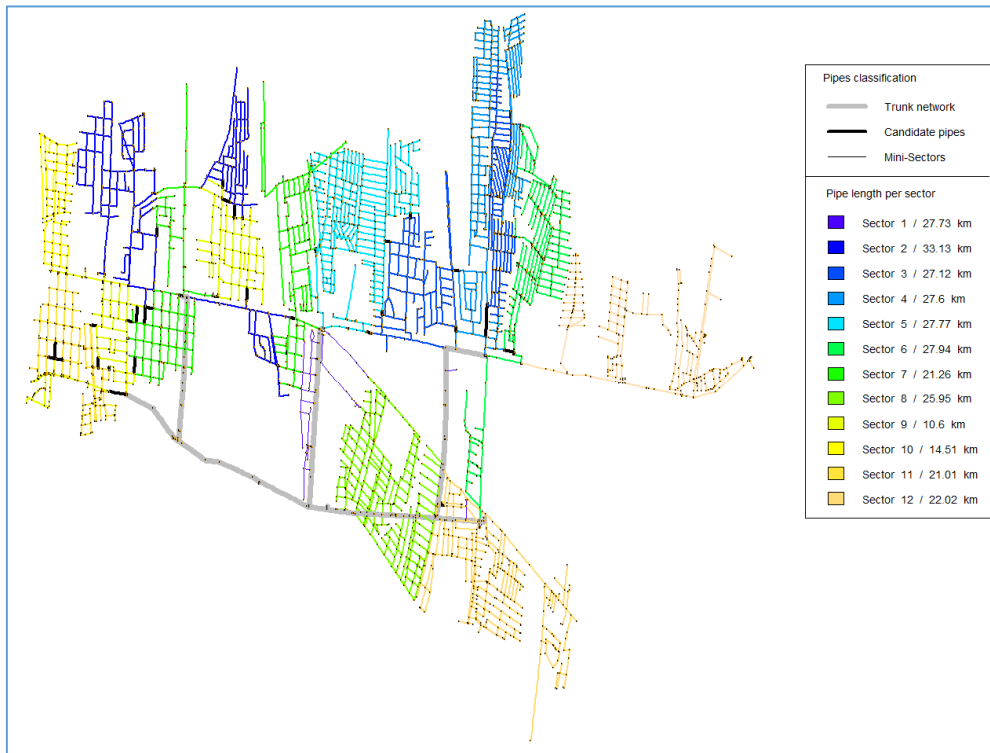 Pipes classification
Trunk network
Candidate pipes
Mini-Sectors
Pipe length per sector
Sector 1 / 27.73 km
Sector 2 / 33.13 km
Sector 3 / 27.12 km
Sector 4 / 27.6 km
Sector 5 / 27.77 km
Sector 6 / 27.94 km
Sector 7 / 21.26 km
Sector 8 / 25.95 km
Sector 9 / 10.6 km
Sector 10 / 14.51 km
Sector 11 / 21.01 km
Sector 12 / 22.02 km